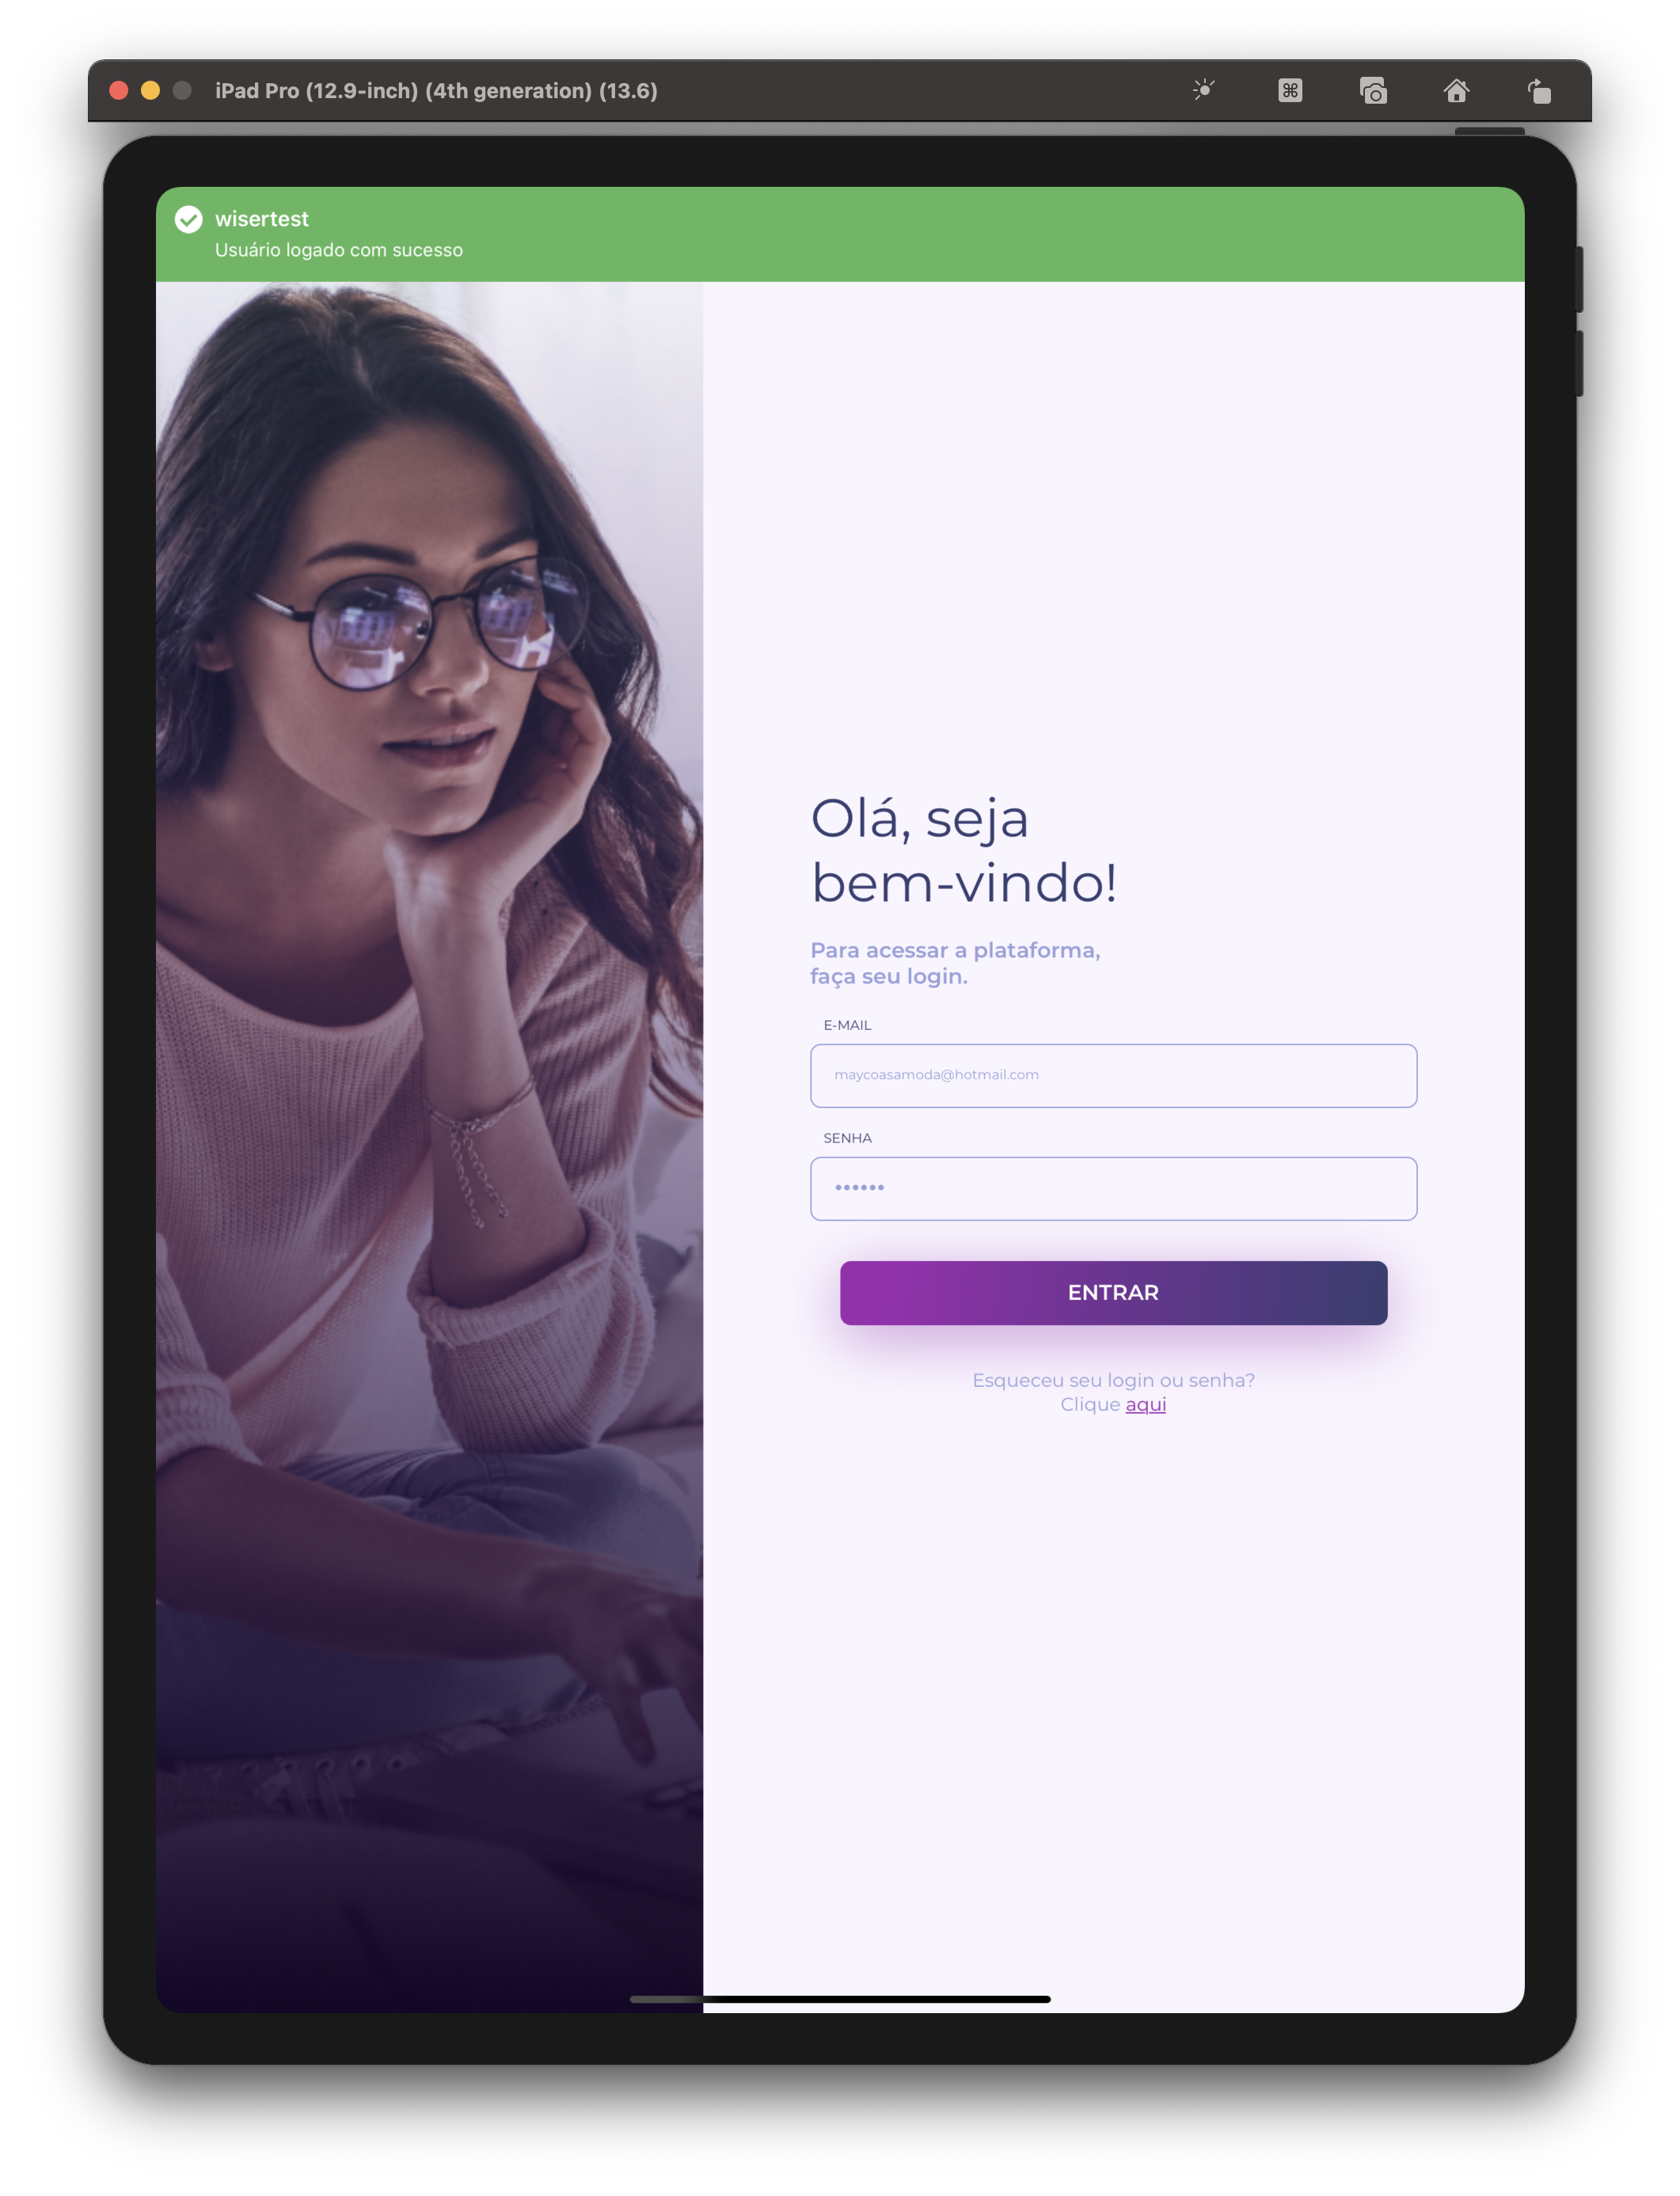 iPad Pro (12.9-inch) (4th generation) (13.6)
wisertest
Usuário logado com sucesso
Olá, seja
bem-vindo!
Para acessar a plataforma,
faça seu login.
E-MAIL
maycoasamoda@hotmail.com
SENHA
••••••
ENTRAR
Esqueceu seu login ou senha?
Clique aqui